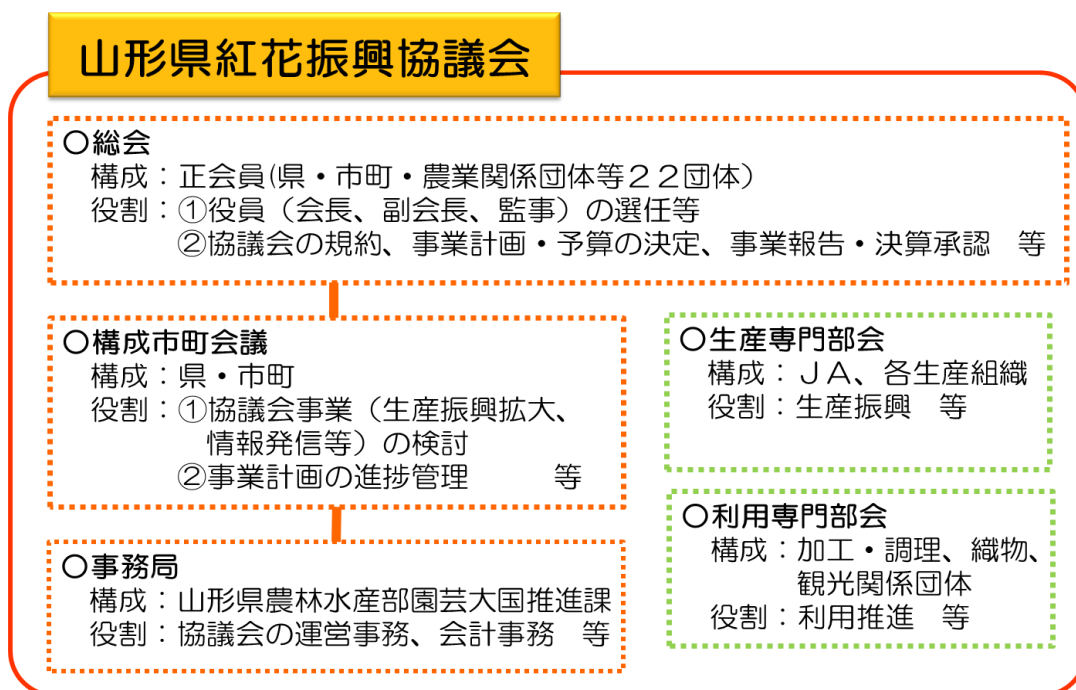 山形県紅花振興協議会
〇総会
構成：正会員(県・市町・農業関係団体等２２団体）
役割：①役員（会長、副会長、監事）の選任等
②協議会の規約、事業計画・予算の決定、事業報告・決算承認　等
〇構成市町会議
構成：県・市町
役割：①協議会事業（生産振興拡大、
情報発信等）の検討
②事業計画の進捗管理　　　等
〇事務局
構成：山形県農林水産部園芸大国推進課
役割：協議会の運営事務、会計事務　等
〇生産専門部会
構成：ＪＡ、各生産組織
役割：生産振興　等
〇利用専門部会
構成：加工・調理、織物、
観光関係団体
役割：利用推進　等